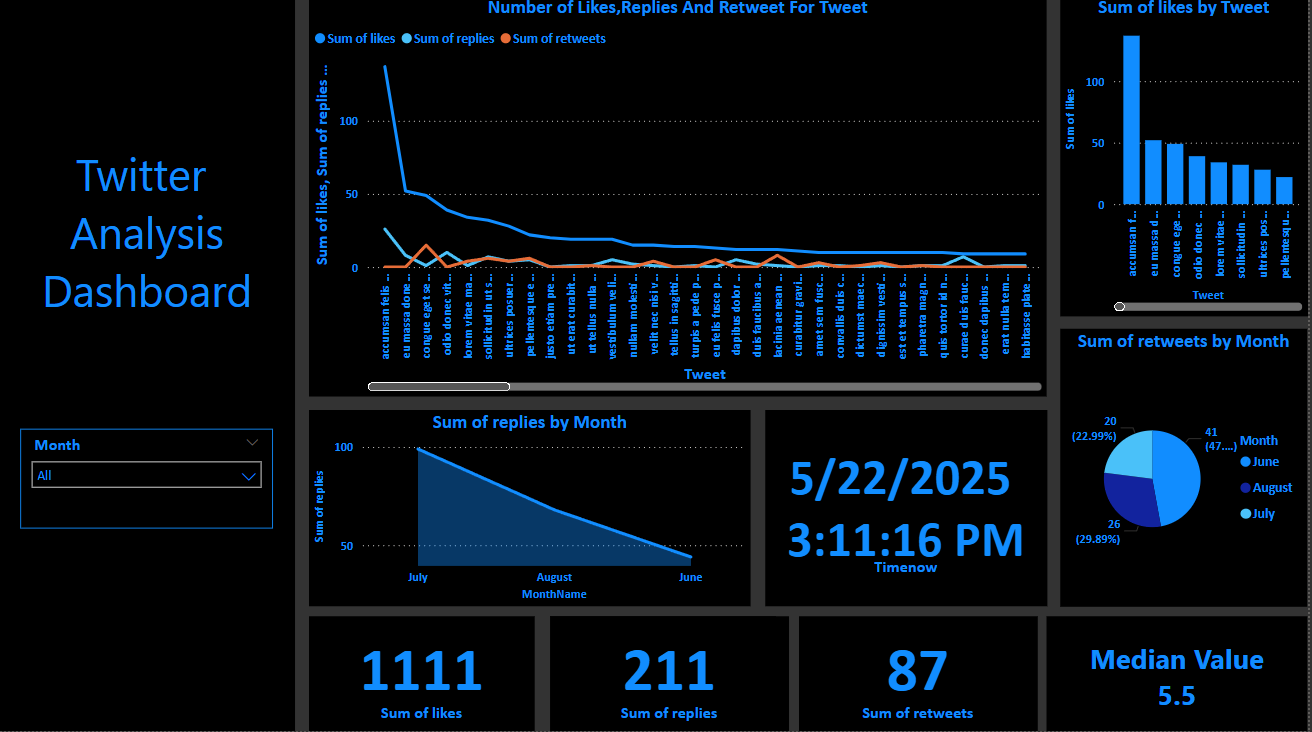 Twitter
Analysis
Dashboard
Month
All
Number of Likes,Replies And Retweet For Tweet
Sum of likes Sum of replies Sum of retweets
Sum of likes, Sum of replies ...
100
50
0
accumsan felis ...
eu massa done...
congue eget se...
odio donec vit...
lorem vitae ma...
sollicitudin ut s...
ultrices posuer...
pellentesque e...
justo etiam pre...
ut erat curabit...
ut tellus nulla ...
vestibulum veli...
nullam molesti...
velit nec nisi v...
tellus in sagitti...
turpis a pede p...
eu felis fusce p...
dapibus dolor ...
duis faucibus a...
lacinia aenean ...
curabitur gravi...
amet sem fusc...
convallis duis c...
dictumst maec...
dignissim vesti...
est et tempus s...
pharetra magn...
quis tortor id n...
curae duis fauc...
donec dapibus ...
erat nulla tem...
habitasse plate...
Tweet
Sum of likes by Tweet
Sum of likes
100
50
0
accumsan f...
eu massa d...
congue ege...
odio donec ...
lorem vitae ...
sollicitudin ...
ultrices pos...
pellentesqu...
Tweet
Sum of replies by Month
Sum of replies
100
50
July August June
MonthName
5/22/2025
3:11:16 PM
Timenow
Sum of retweets by Month
20
(22.99%)
41
(47....)
26
(29.89%)
Month
June
August
July
1111
Sum of likes
211
Sum of replies
87
Sum of retweets
Median Value
5.5